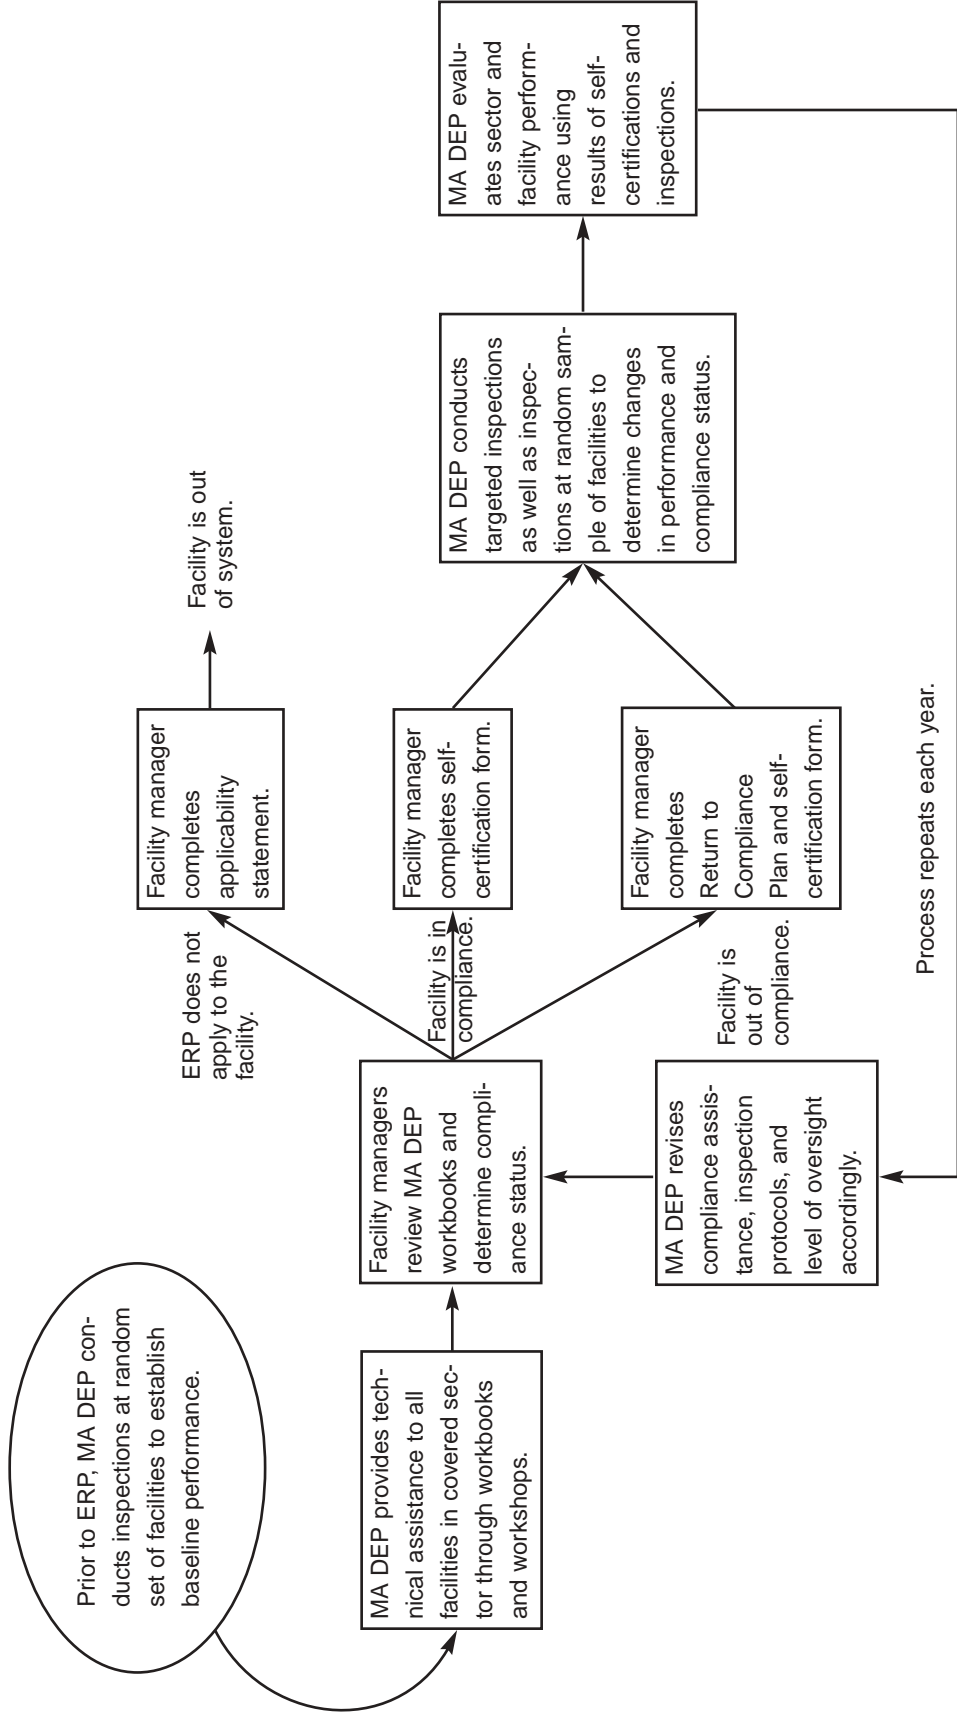 Prior to ERP, MA DEP con-
ducts inspections at random
set of facilities to establish
baseline performance.
MA DEP provides tech-
nical assistance to all
facilities in covered sec-
tor through workbooks
and workshops.
Facility managers
review MA DEP
workbooks and
determine compli-
ance status.
MA DEP revises
compliance assis-
tance, inspection
protocols, and
level of oversight
accordingly.
ERP does not
apply to the
facility.
Facility is in
compliance.
Facility is
out of
compliance.
Facility manager
completes
applicability
statement.
Facility is out
of system.
Facility manager
completes self-
certification form.
Facility manager
completes
Return to
Compliance
Plan and self-
certification form.
MA DEP conducts
targeted inspections
as well as inspec-
tions at random sam-
ple of facilities to
determine changes
in performance and
compliance status.
MA DEP evalu-
ates sector and
facility perform-
ance using
results of self-
certifications and
inspections.
Process repeats each year.